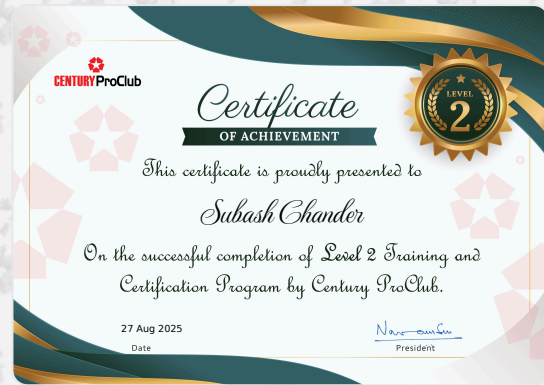 CENTURY ProClub
LEVEL
2
Certificate
OF ACHIEVEMENT
This certificate is proudly presented to
Subash Chander
On the successful completion of Level 2 Training and
Certification Program by Century ProClub.
27 Aug 2025
Date
President